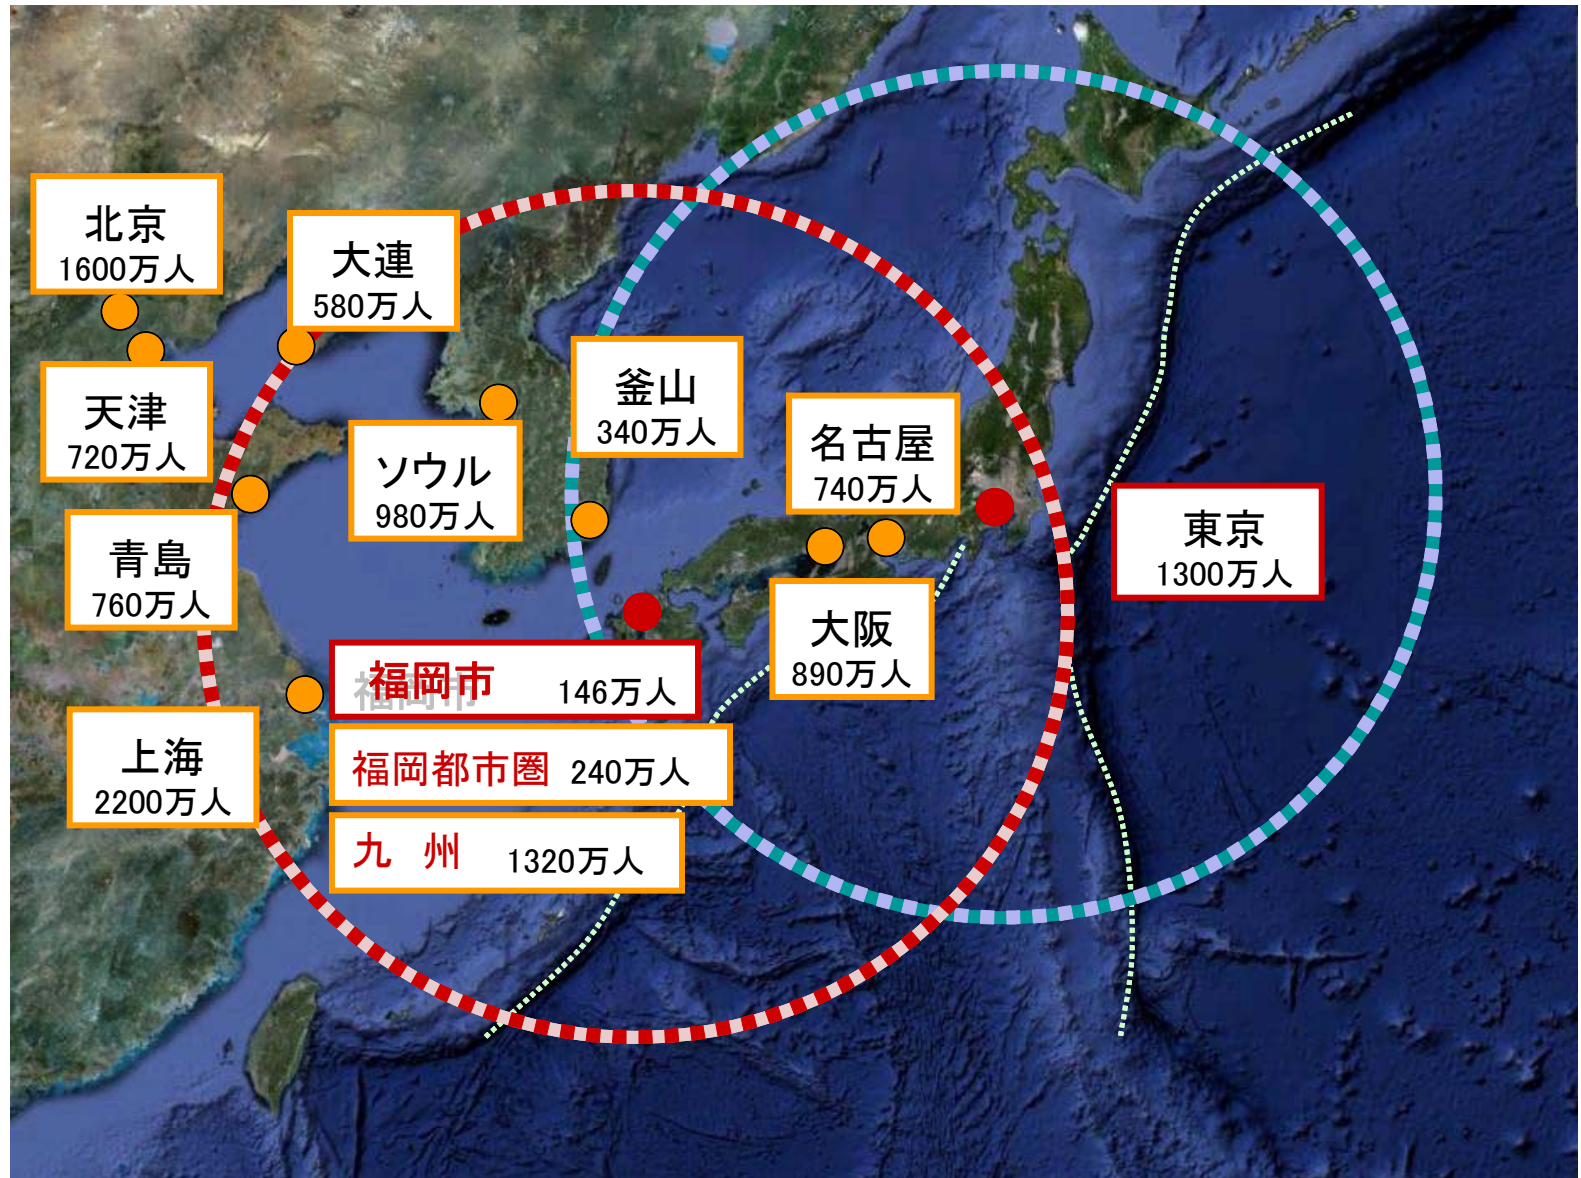 北京
1600万人
大連
580万人
天津
720万人
釜山
340万人
ソウル
980万人
名古屋
740万人
青島
760万人
東京
1300万人
大阪
890万人
福岡市 146万人
上海
2200万人
福岡都市圏 240万人
九 州 1320万人